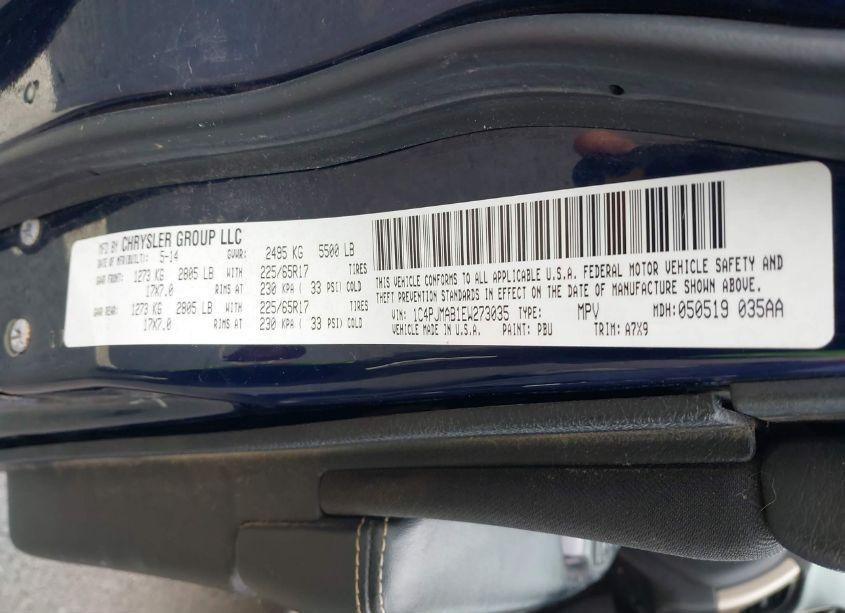 MFD BY CHRYSLER GROUP LLC
DATE OF MFR(BUILT): 5-14 GVWR: 2495 KG 5500 LB
GAWR FRONT: 1273 KG 2805 LB WITH 225/65R17 TIRES
17X7.0 RIMS AT 230 KPA ( 33 PSI) COLD
GAWR REAR: 1273 KG 2805 LB WITH 225/65R17 TIRES
17X7.0 RIMS AT 230 KPA ( 33 PSI) COLD
THIS VEHICLE CONFORMS TO ALL APPLICABLE U.S.A. FEDERAL MOTOR VEHICLE SAFETY AND
THEFT PREVENTION STANDARDS IN EFFECT ON THE DATE OF MANUFACTURE SHOWN ABOVE.
VIN: 1C4PJMAB1EW273035 TYPE: MPV MDH: 050519 035AA
VEHICLE MADE IN U.S.A. PAINT: PBU TRIM: A7X9